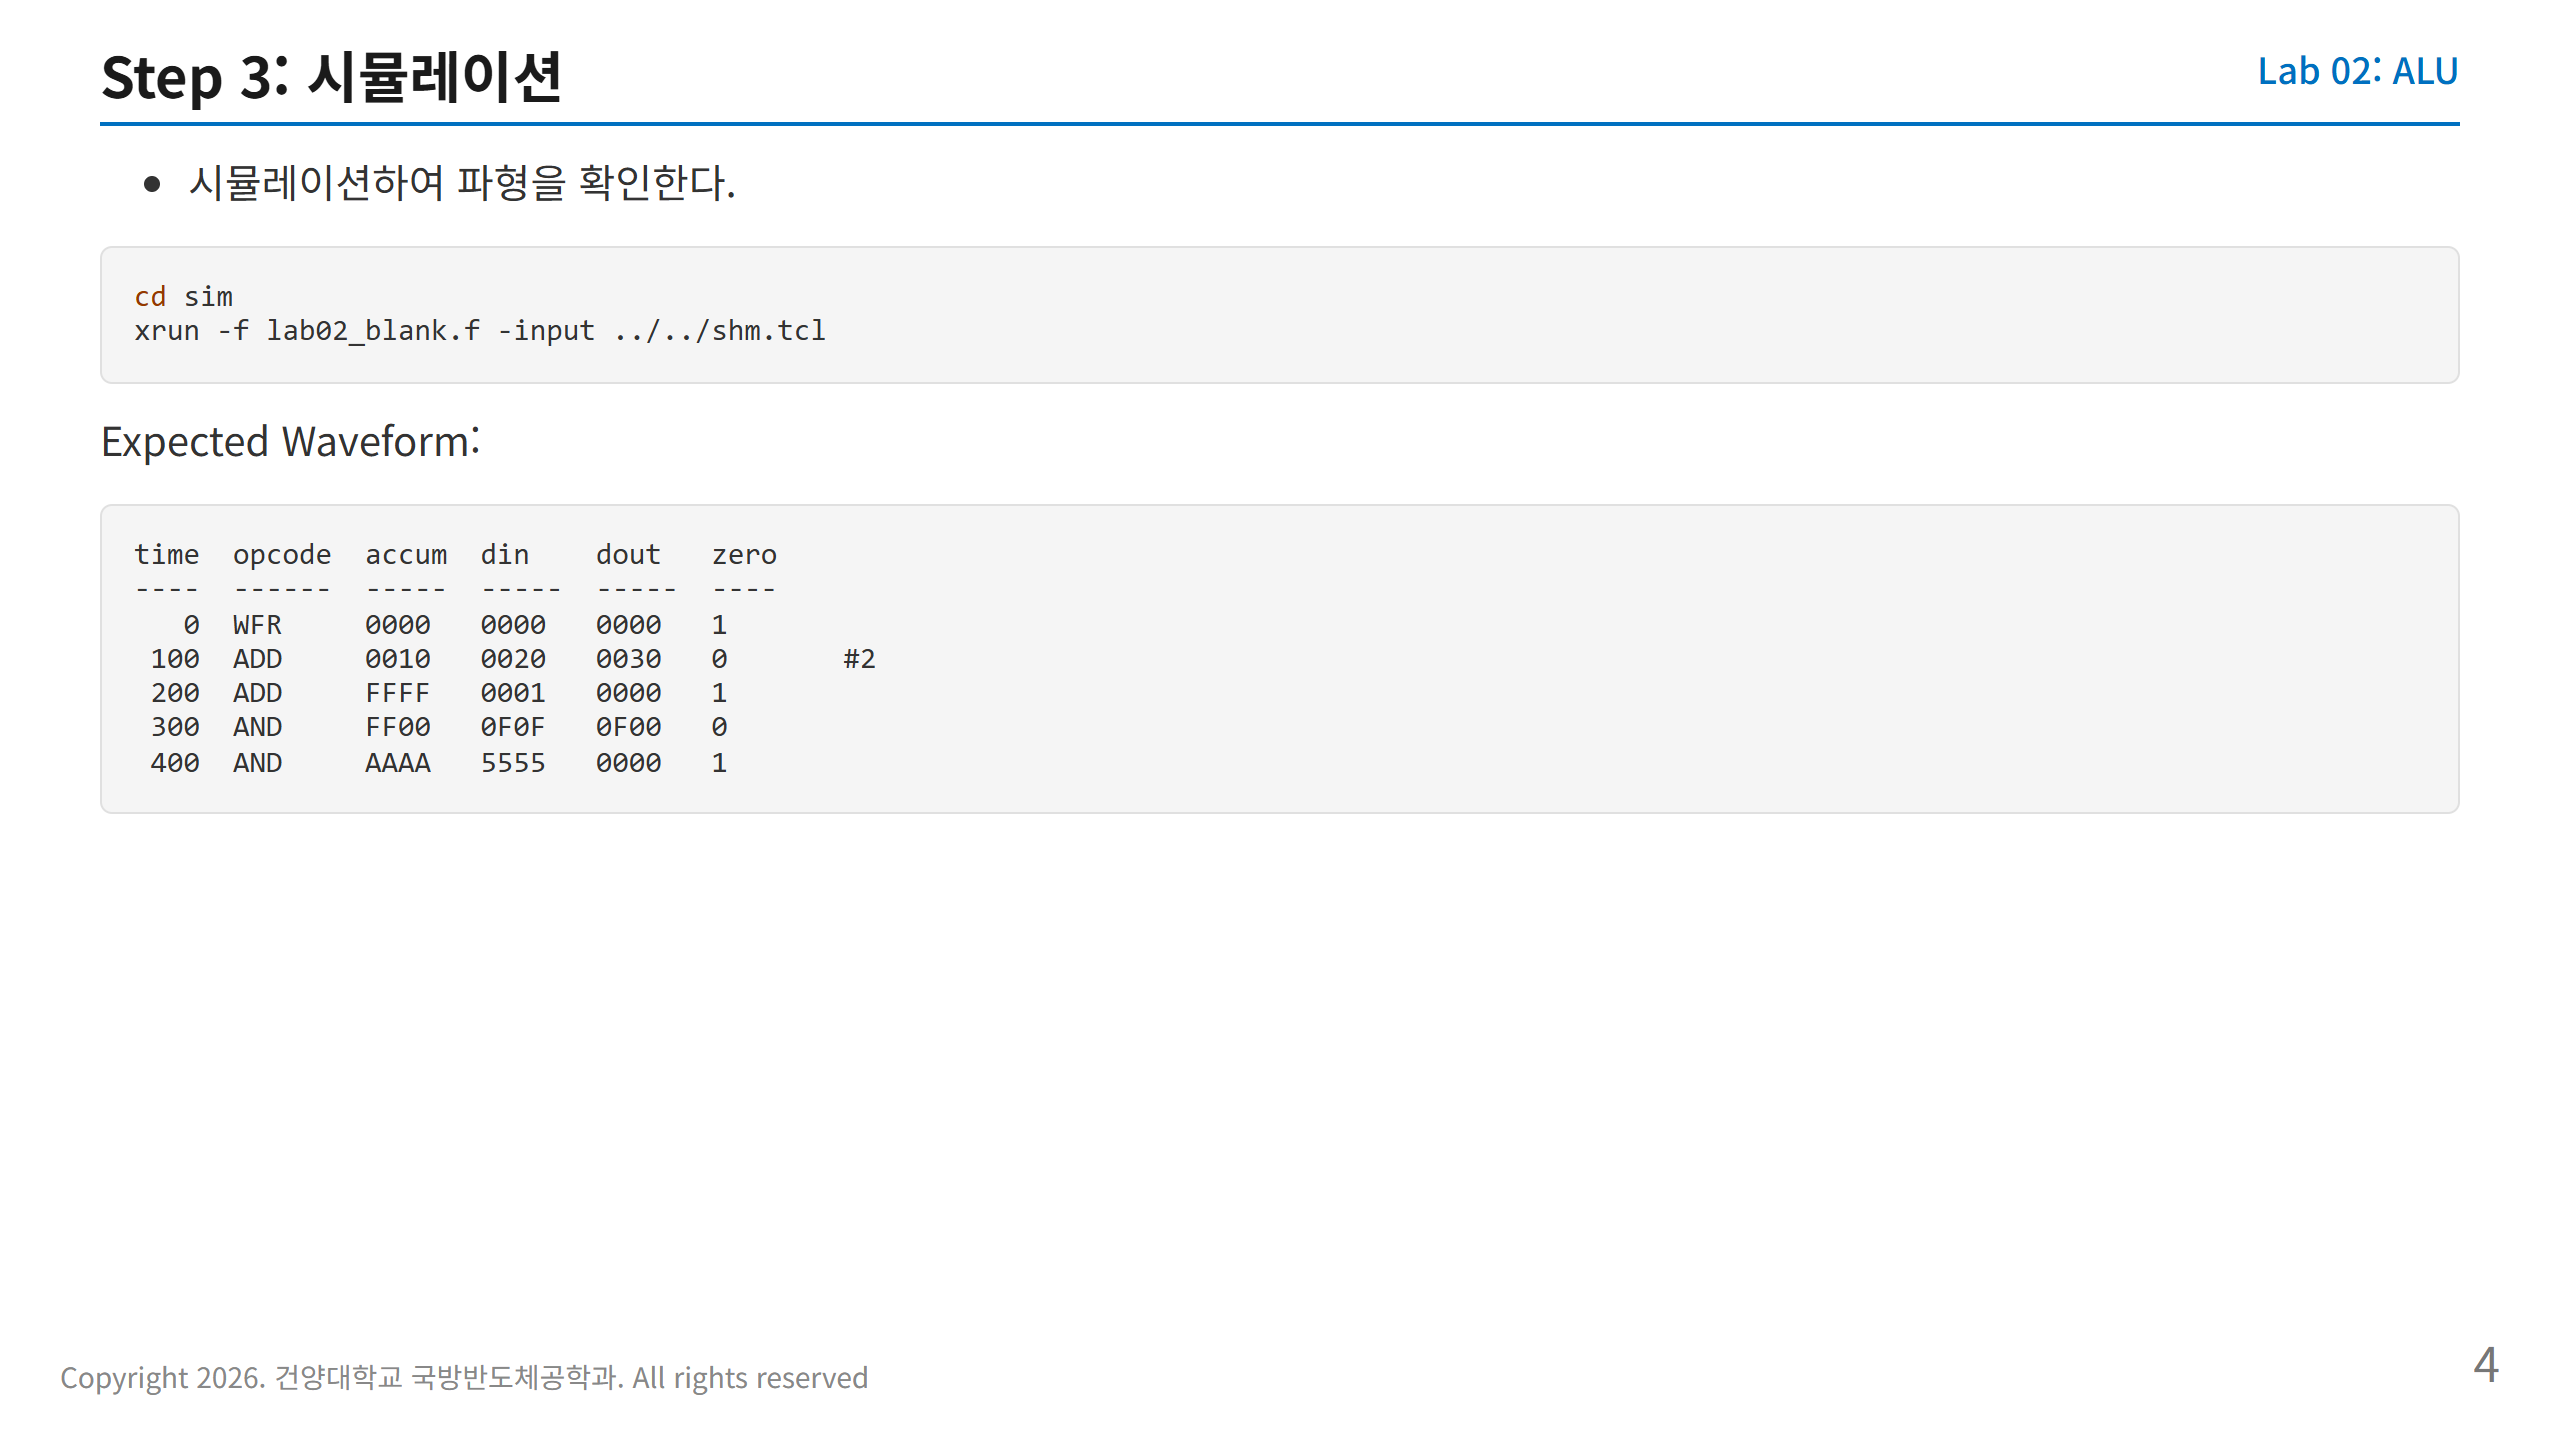 Step 3: 시뮬레이션
Lab 02: ALU
• 시뮬레이션하여 파형을 확인한다.
cd sim
xrun -f lab02_blank.f -input ../../shm.tcl
Expected Waveform:
time  opcode  accum  din    dout   zero
----  ------  -----  -----  -----  ----
   0  WFR     0000   0000   0000   1
 100  ADD     0010   0020   0030   0       #2
 200  ADD     FFFF   0001   0000   1
 300  AND     FF00   0F0F   0F00   0
 400  AND     AAAA   5555   0000   1
Copyright 2026. 건양대학교 국방반도체공학과. All rights reserved
4